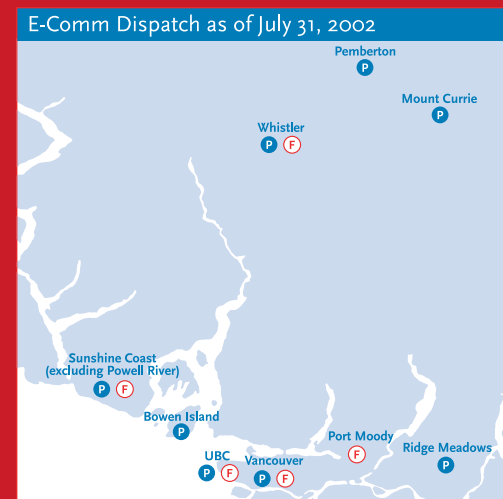 E-Comm Dispatch as of July 31, 2002
Pemberton
P
Mount Currie
P
Whistler
P F
Sunshine Coast
(excluding Powell River)
P F
Bowen Island
P
UBC
P F
Vancouver
P F
Port Moody
F
Ridge Meadows
P